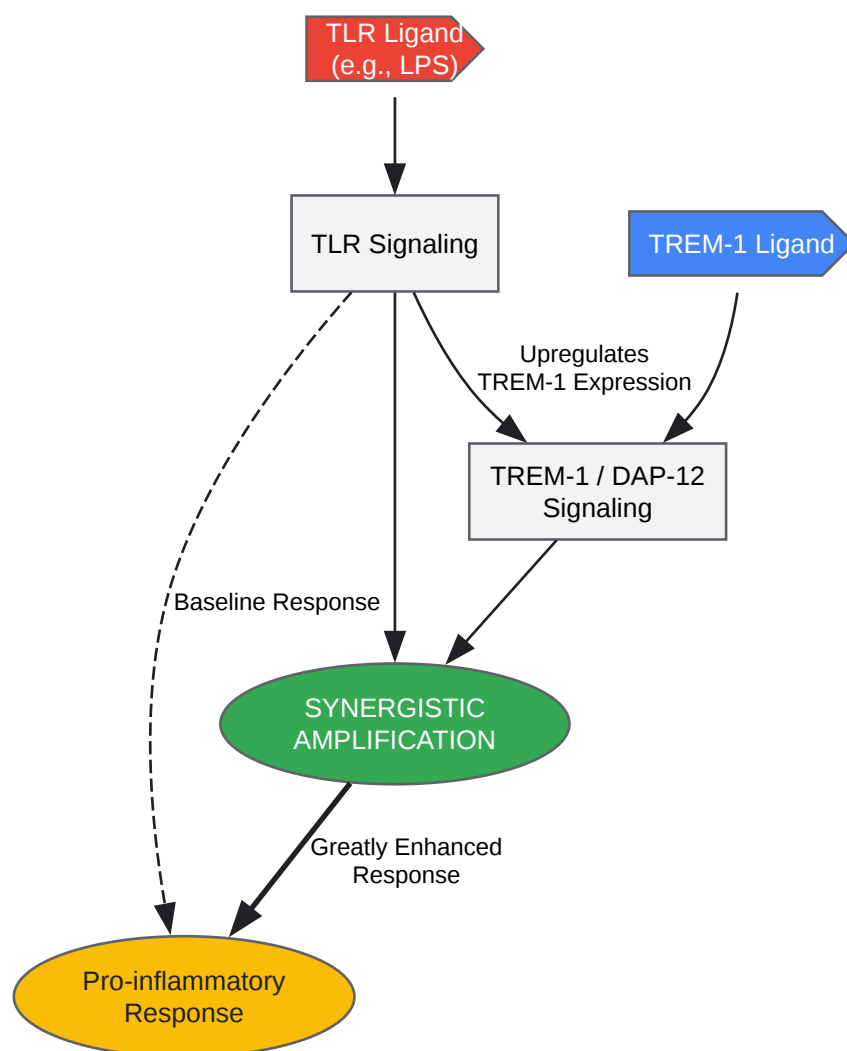 TLR Ligand
(e.g., LPS)
TLR Signaling
TREM-1 Ligand
Upregulates
TREM-1 Expression
TREM-1 / DAP-12
Signaling
Baseline Response
SYNERGISTIC
AMPLIFICATION
Greatly Enhanced
Response
Pro-inflammatory
Response